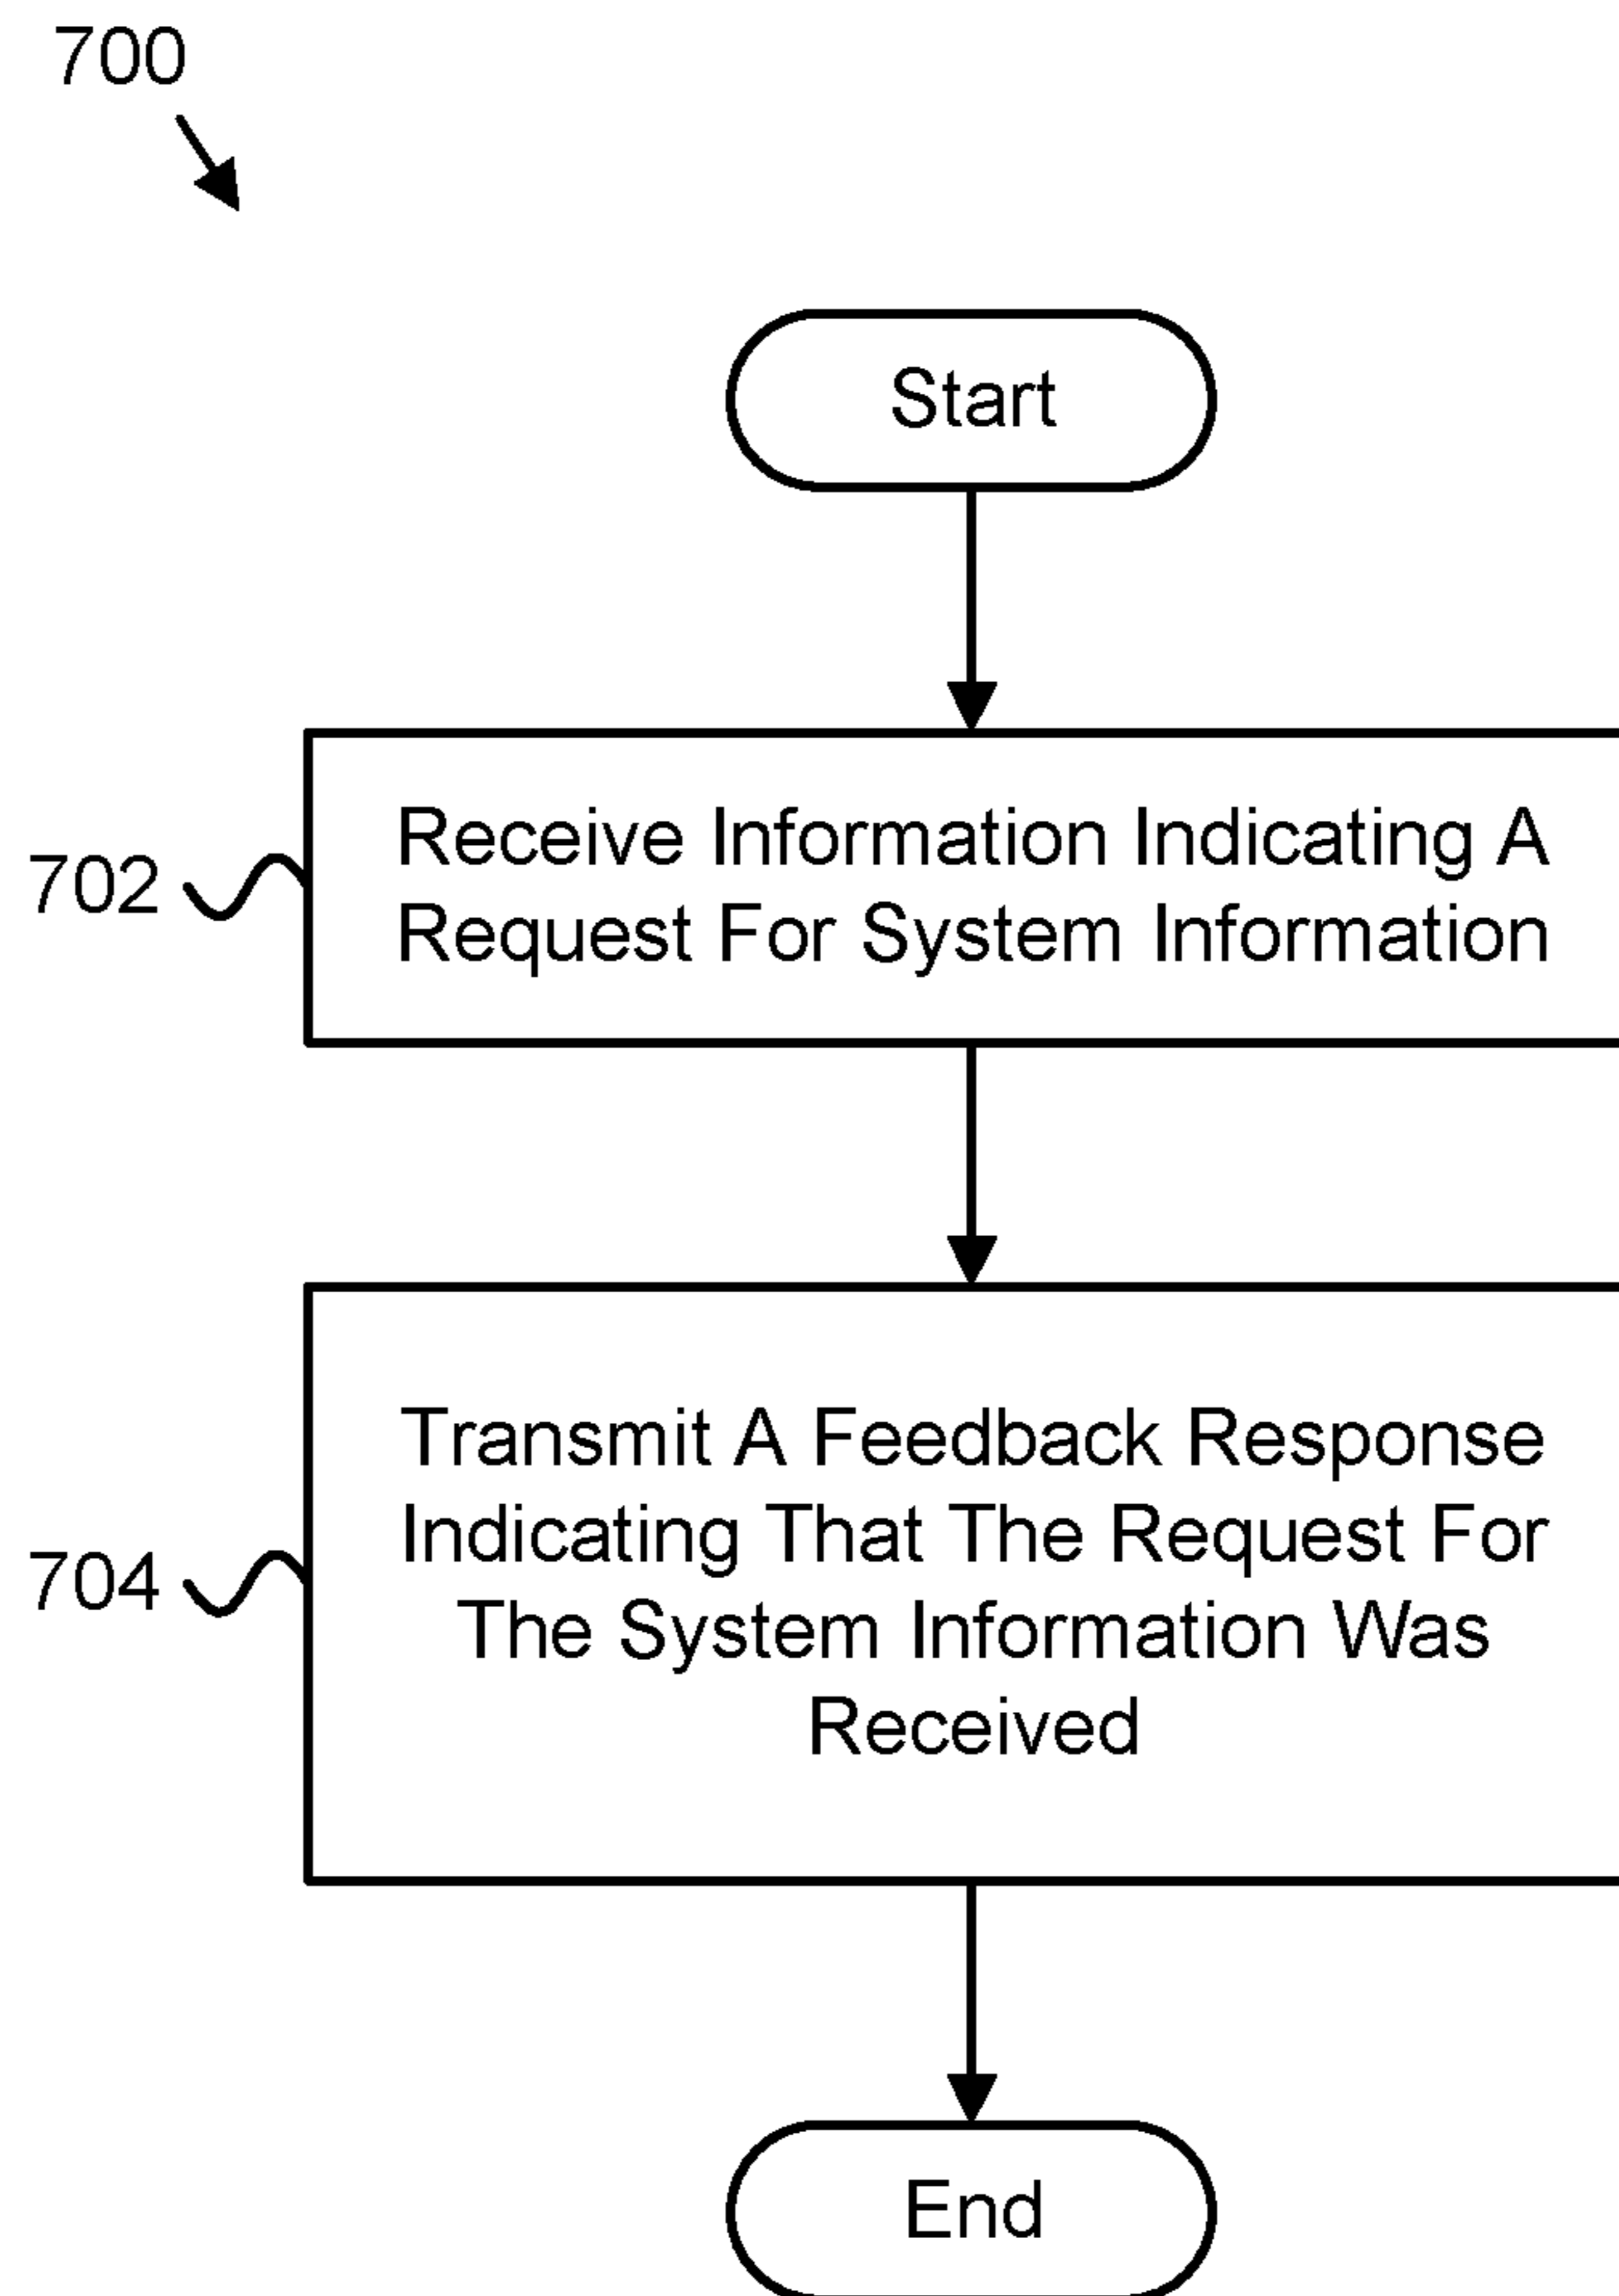 700
Start
702
Receive Information Indicating A
Request For System Information
704
Transmit A Feedback Response
Indicating That The Request For
The System Information Was
Received
End